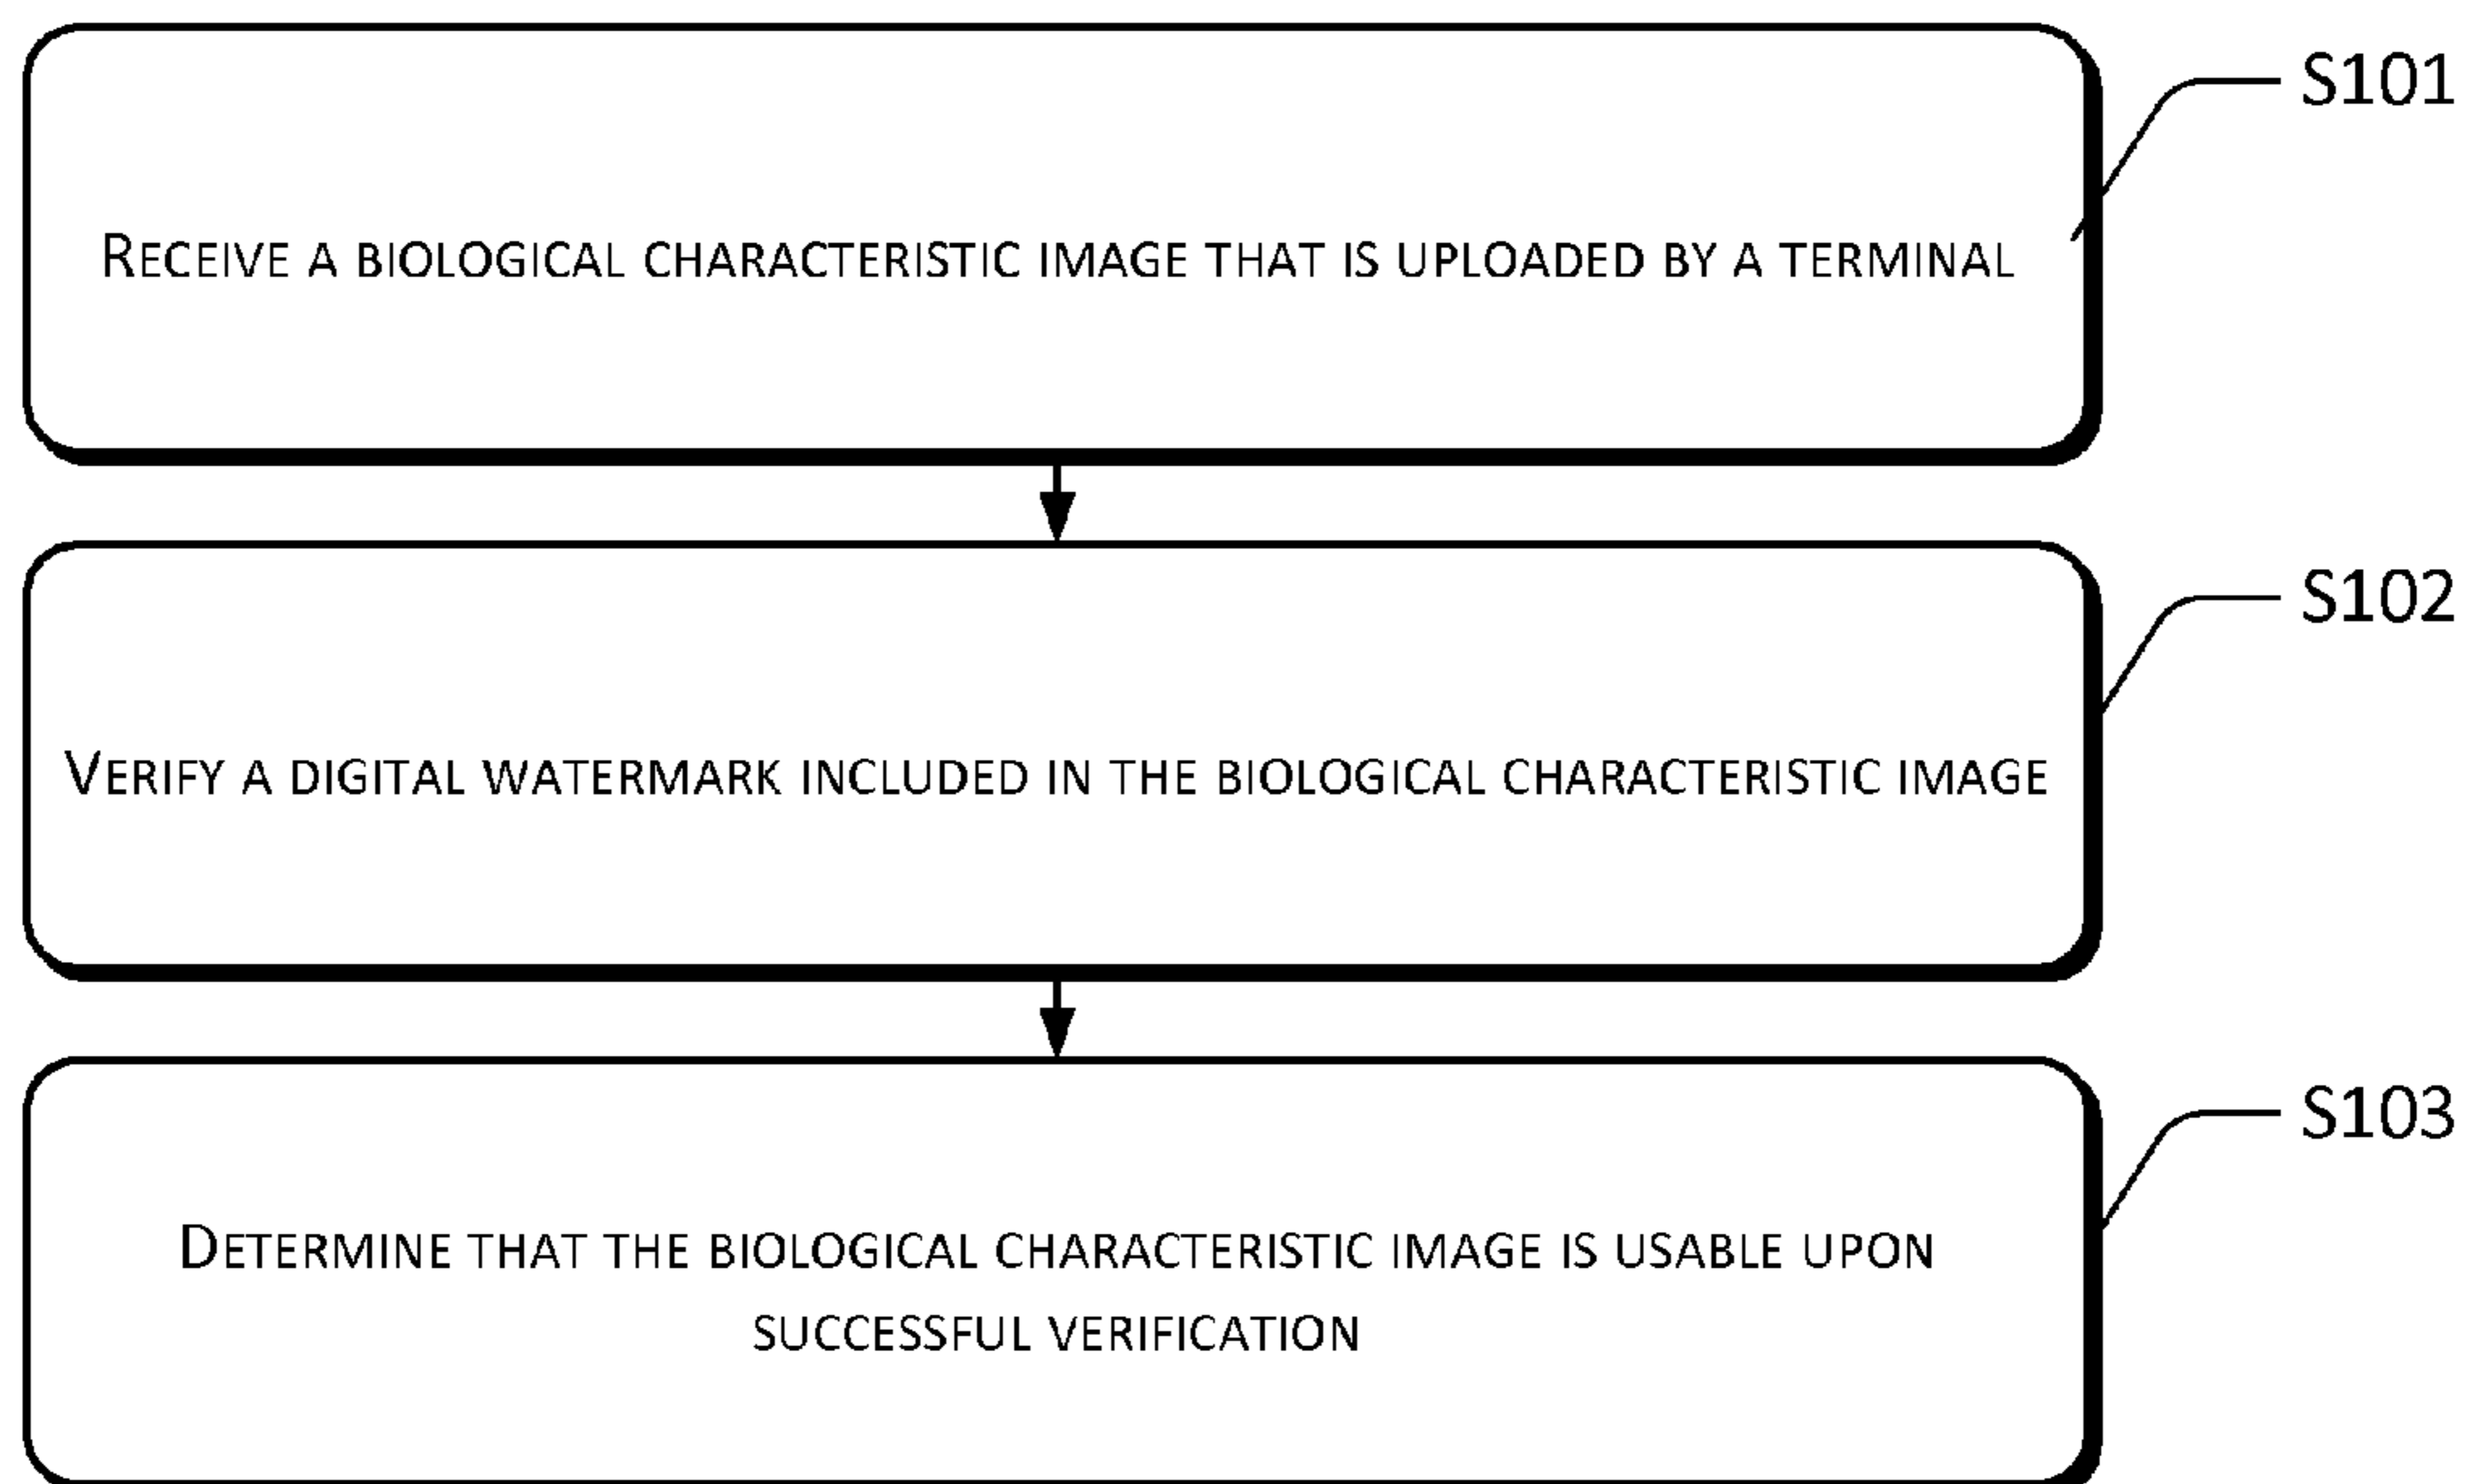 S101
Receive a biological characteristic image that is uploaded by a terminal
S102
Verify a digital watermark included in the biological characteristic image
S103
Determine that the biological characteristic image is usable upon
successful verification